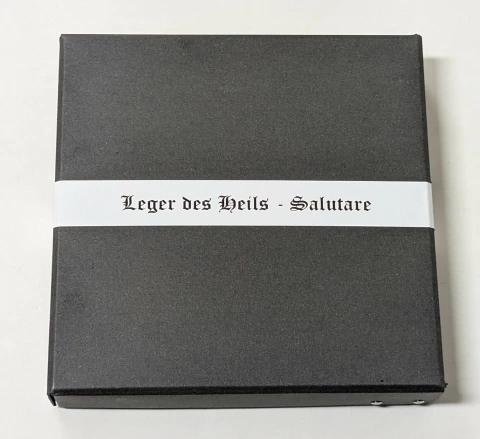 Leger des Heils - Salutare